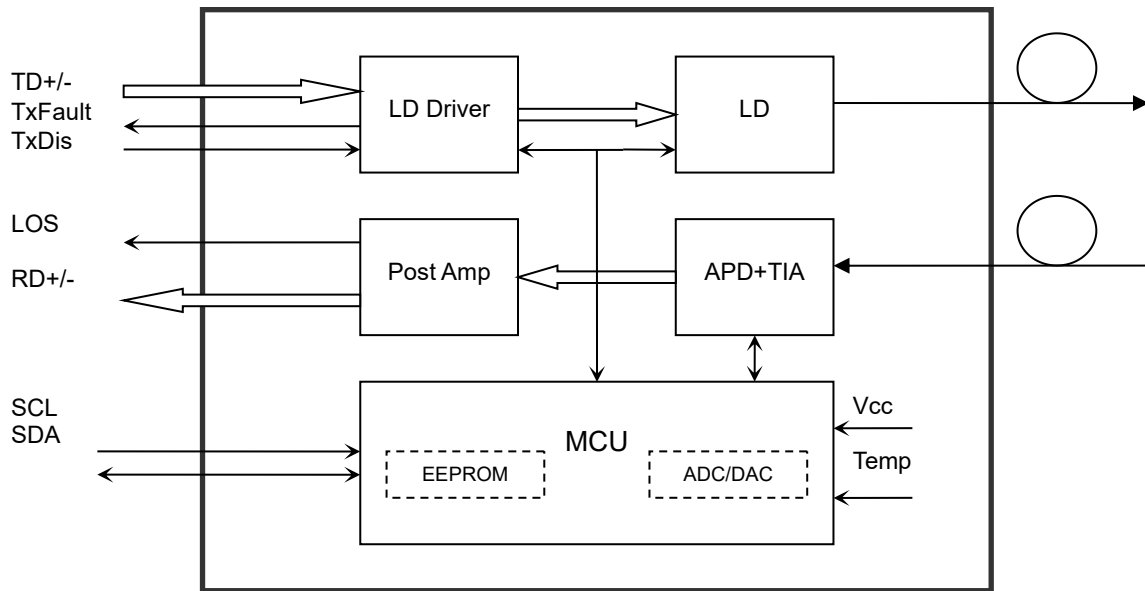 TD+/-
TxFault
TxDis
LD Driver
LD
LOS
RD+/-
Post Amp
APD+TIA
SCL
SDA
MCU
EEPROM
ADC/DAC
Vcc
Temp